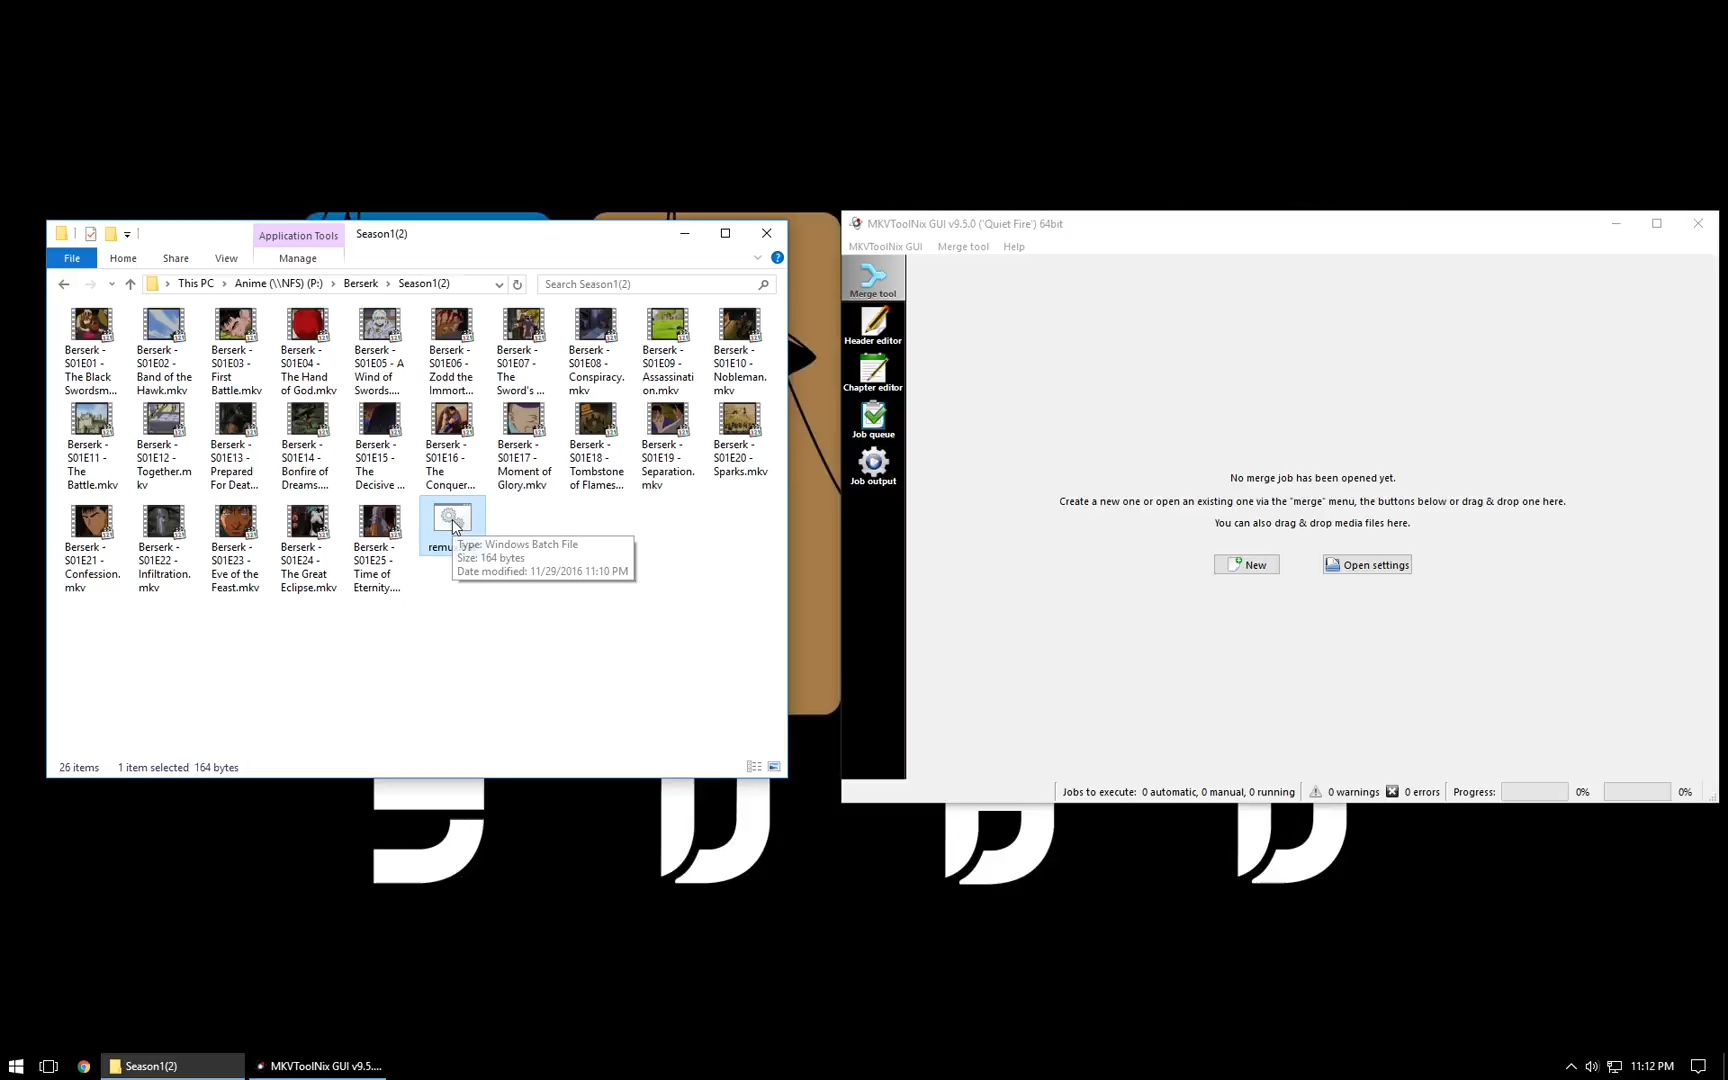 Application Tools
Season1(2)
File
Home
Share
View
Manage
This PC
Anime (\\NFS) (P:)
Berserk
Season1(2)
Search Season1(2)
Berserk -
S01E01 -
The Black
Swordsm...
Berserk -
S01E02 -
Band of the
Hawk.mkv
Berserk -
S01E03 -
First
Battle.mkv
Berserk -
S01E04 -
The Hand
of God.mkv
Berserk -
S01E05 - A
Wind of
Swords....
Berserk -
S01E06 -
Zodd the
Immort...
Berserk -
S01E07 -
The
Sword's ...
Berserk -
S01E08 -
Conspiracy.
mkv
Berserk -
S01E09 -
Assassinati
on.mkv
Berserk -
S01E10 -
Nobleman.
mkv
Berserk -
S01E11 -
The
Battle.mkv
Berserk -
S01E12 -
Together.m
kv
Berserk -
S01E13 -
Prepared
For Deat...
Berserk -
S01E14 -
Bonfire of
Dreams....
Berserk -
S01E15 -
The
Decisive ...
Berserk -
S01E16 -
The
Conquer...
Berserk -
S01E17 -
Moment of
Glory.mkv
Berserk -
S01E18 -
Tombstone
of Flames...
Berserk -
S01E19 -
Separation.
mkv
Berserk -
S01E20 -
Sparks.mkv
Berserk -
S01E21 -
Confession.
mkv
Berserk -
S01E22 -
Infiltration.
mkv
Berserk -
S01E23 -
Eve of the
Feast.mkv
Berserk -
S01E24 -
The Great
Eclipse.mkv
Berserk -
S01E25 -
Time of
Eternity....
Type: Windows Batch File
Size: 164 bytes
Date modified: 11/29/2016 11:10 PM
26 items
1 item selected 164 bytes
MKVToolNix GUI v9.5.0 ('Quiet Fire') 64bit
MKVToolNix GUI
Merge tool
Help
Merge tool
Header editor
Chapter editor
Job queue
Job output
No merge job has been opened yet.
Create a new one or open an existing one via the "merge" menu, the buttons below or drag & drop one here.
You can also drag & drop media files here.
New
Open settings
Jobs to execute: 0 automatic, 0 manual, 0 running
0 warnings
0 errors
Progress:
0%
0%
Season1(2)
MKVToolNix GUI v9.5....
11:12 PM